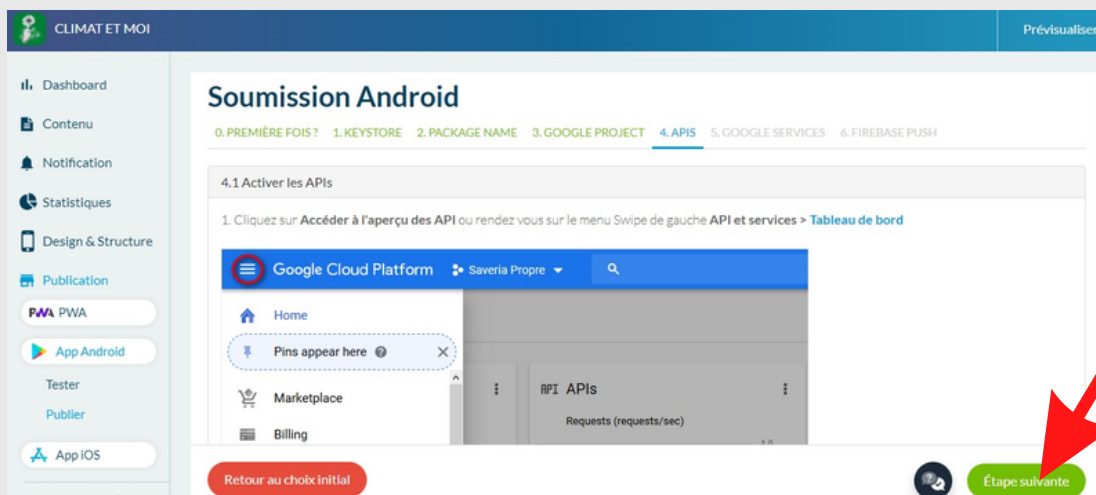 CLIMAT ET MOI
Prévisualiser
Dashboard
Contenu
Notification
Statistiques
Design & Structure
Publication
PWA PWA
App Android
Tester
Publier
App iOS
Soumission Android
0. PREMIÈRE FOIS ? 1. KEYSTORE 2. PACKAGE NAME 3. GOOGLE PROJECT 4. APIS 5. GOOGLE SERVICES 6. FIREBASE PUSH
4.1 Activer les APIs
1. Cliquez sur Accéder à l'aperçu des API ou rendez vous sur le menu Swipe de gauche API et services > Tableau de bord
Google Cloud Platform Saveria Propre
Home
Pins appear here
Marketplace
Billing
API APIs
Requests (requests/sec)
1.0
Retour au choix initial
Étape suivante